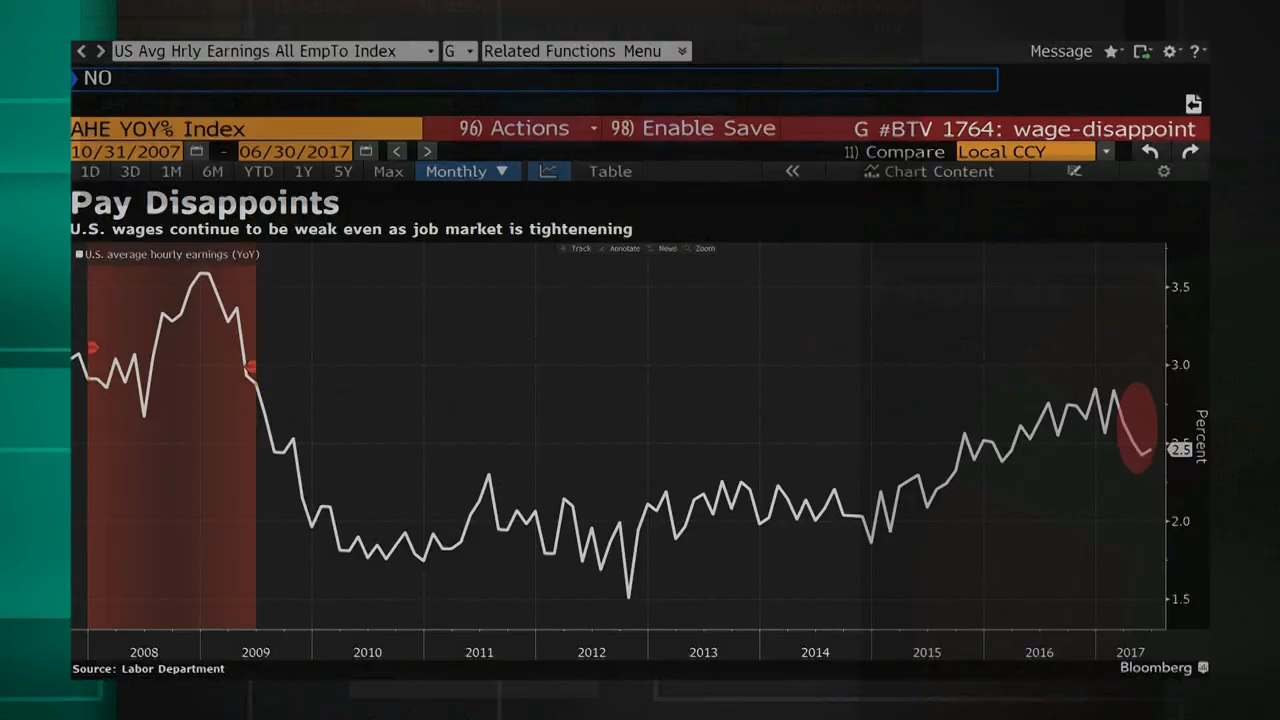 US Avg Hrly Earnings All EmpTo Index G Related Functions Menu Message ?
NO
AHE YOY% Index 96) Actions 98) Enable Save G #BTV 1764: wage-disappoint
10/31/2007 - 06/30/2017 11) Compare Local CCY
1D 3D 1M 6M YTD 1Y 5Y Max Monthly Table Chart Content
Pay Disappoints
U.S. wages continue to be weak even as job market is tightenening
Track Annotate News Zoom
U.S. average hourly earnings (YoY)
3.5
3.0
2.5
2.5
2.0
1.5
Percent
2008 2009 2010 2011 2012 2013 2014 2015 2016 2017
Source: Labor Department
Bloomberg